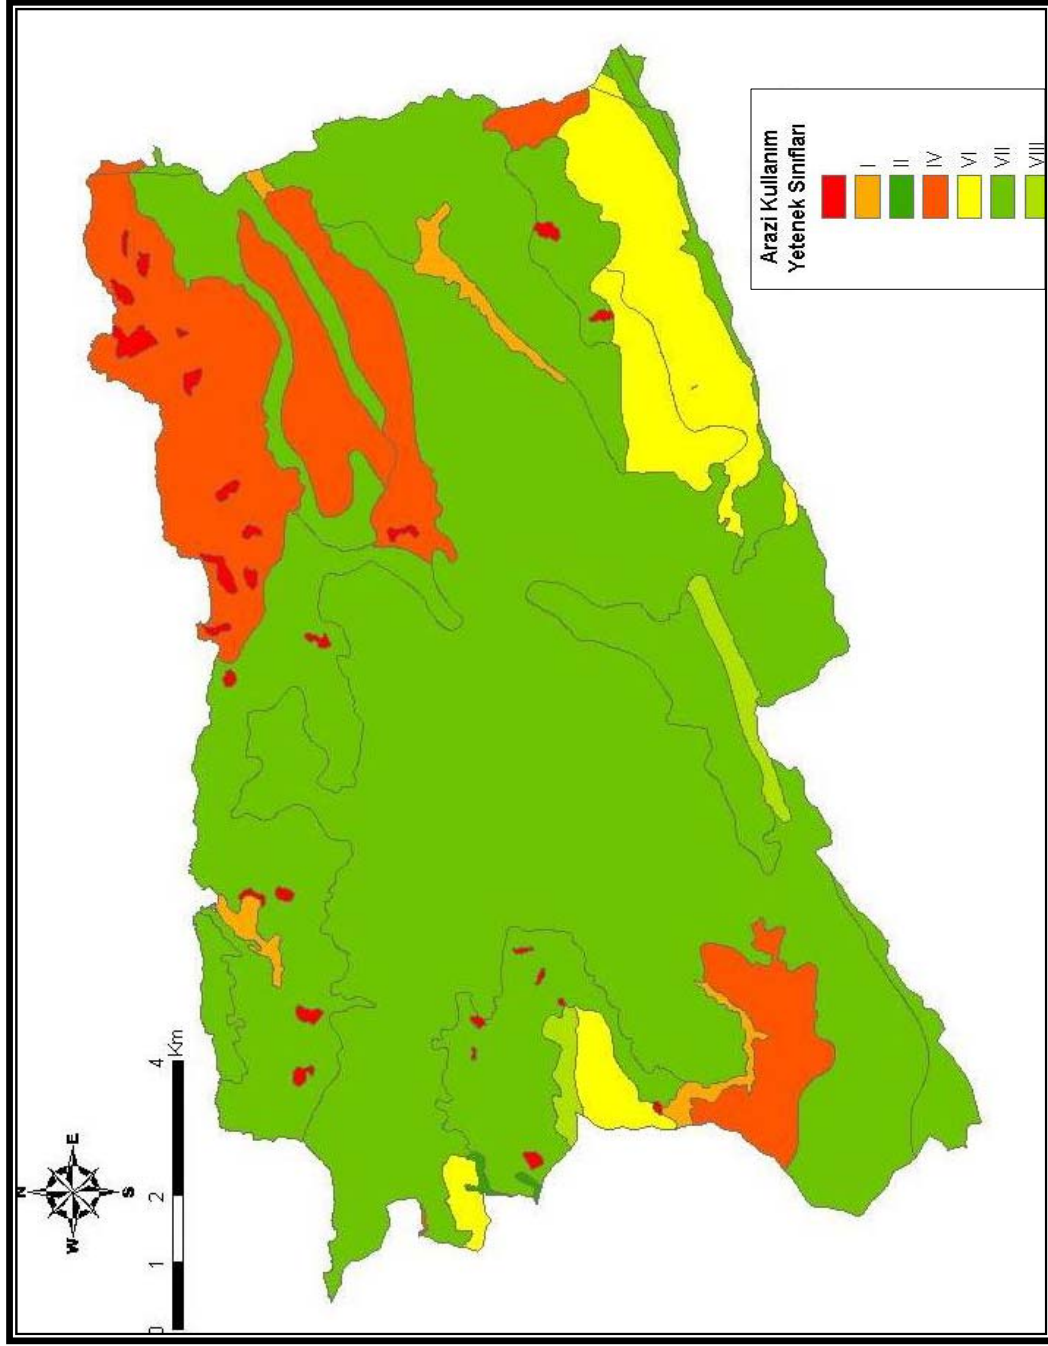 N
W
E
S
0
1
2
4
Km
Arazi Kullanım
Yetenek Sınıfları
I
II
IV
VI
VII
VIII